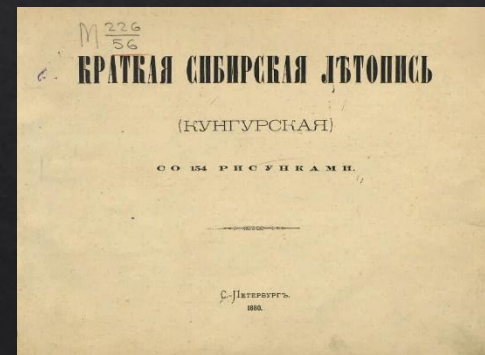 М 226
56
КРАТКАЯ СИБИРСКАЯ ЛѢТОПИСЬ
(КУНГУРСКАЯ)
СО 154 РИСУНКАМИ.
С.-ПЕТЕРБУРГЪ.
1880.